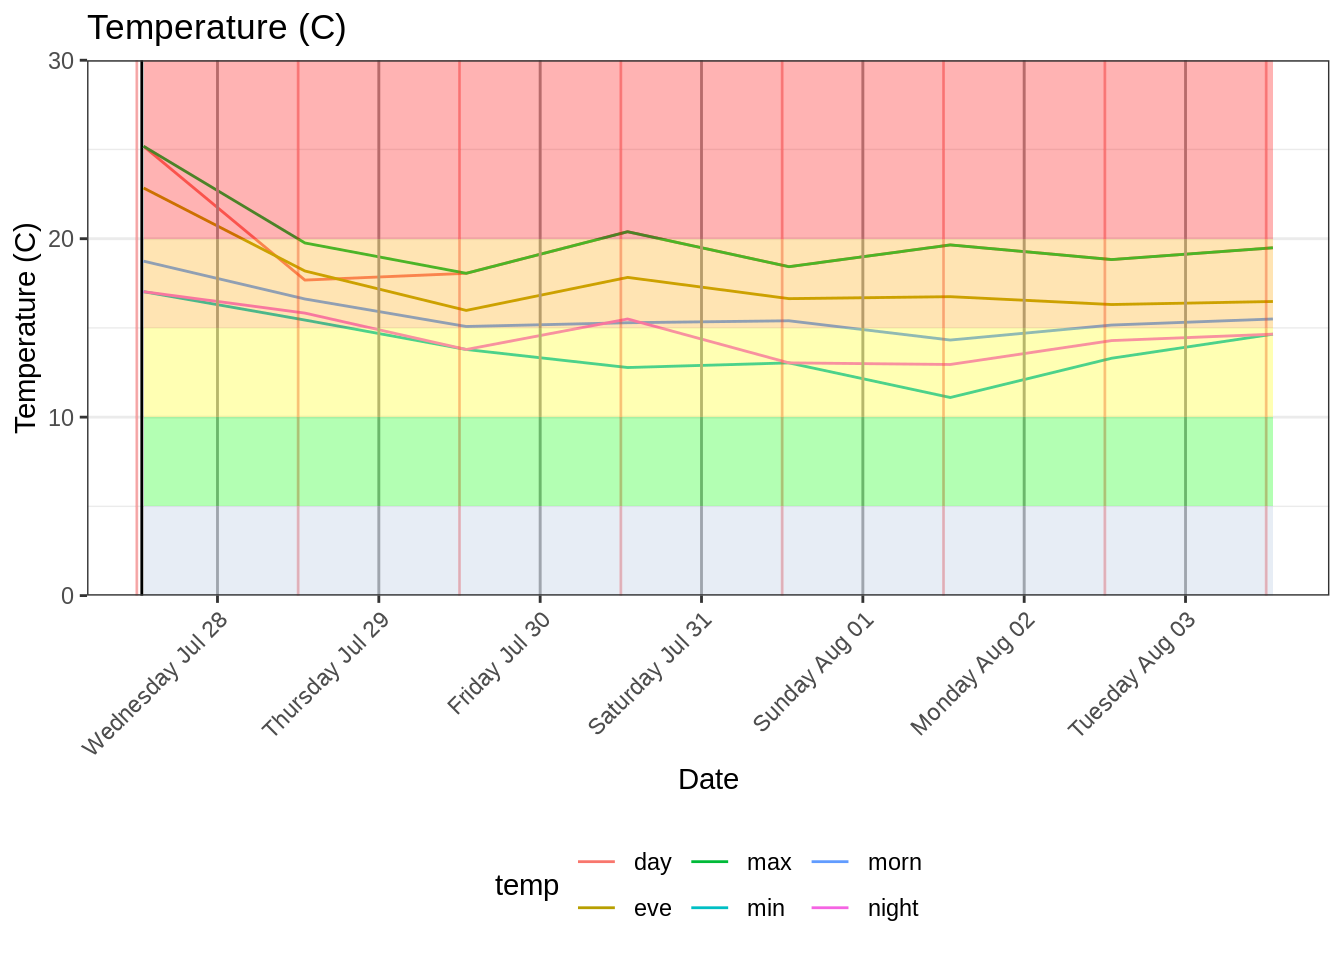 Temperature (C)
30
20
10
0
Temperature (C)
Wednesday Jul 28
Thursday Jul 29
Friday Jul 30
Saturday Jul 31
Sunday Aug 01
Monday Aug 02
Tuesday Aug 03
Date
temp
day
max
morn
eve
min
night